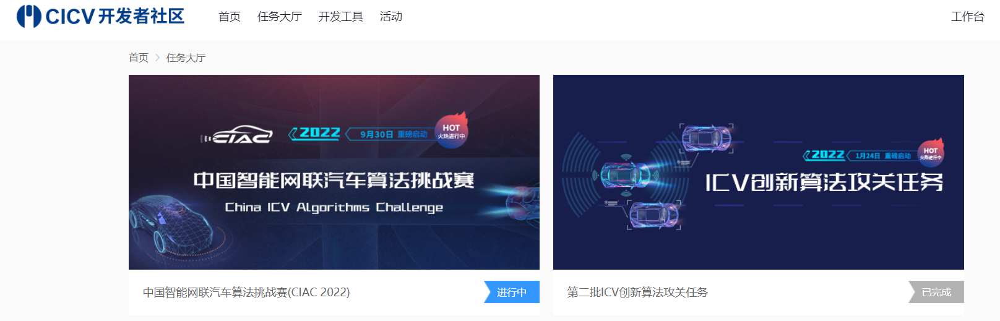 CICV 开发者社区 首页 任务大厅 开发工具 活动 工作台
首页 > 任务大厅
CIAC 2022 9月30日 重磅启动 HOT 火热进行中
中国智能网联汽车算法挑战赛
China ICV Algorithms Challenge
2022 1月24日 重磅启动 HOT 火热进行中
ICV创新算法攻关任务
中国智能网联汽车算法挑战赛(CIAC 2022) 进行中
第二批ICV创新算法攻关任务 已完成